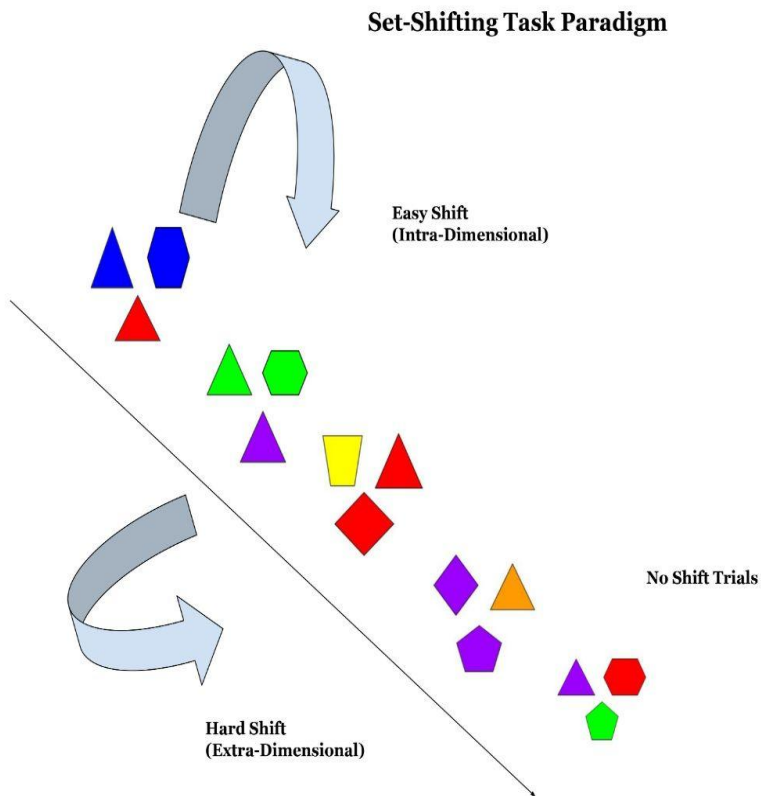 Set-Shifting Task Paradigm
Easy Shift
(Intra-Dimensional)
No Shift Trials
Hard Shift
(Extra-Dimensional)